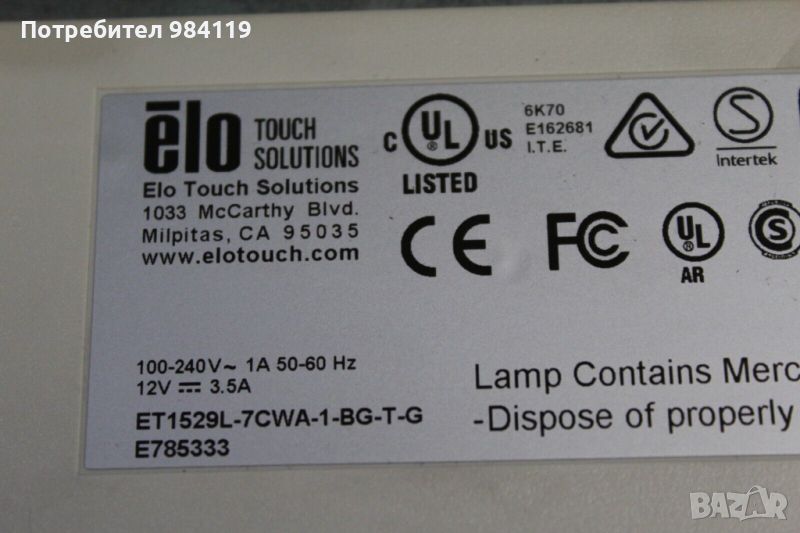 Потребител 984119
ēlo TOUCH SOLUTIONS
Elo Touch Solutions
1033 McCarthy Blvd.
Milpitas, CA 95035
www.elotouch.com
C UL® US
LISTED
6K70
E162681
I.T.E.
S
Intertek
CE FC UL® S
AR
100-240V~ 1A 50-60 Hz
12V ⎓ 3.5A
ET1529L-7CWA-1-BG-T-G
E785333
Lamp Contains Merc
-Dispose of properly
BAZAR